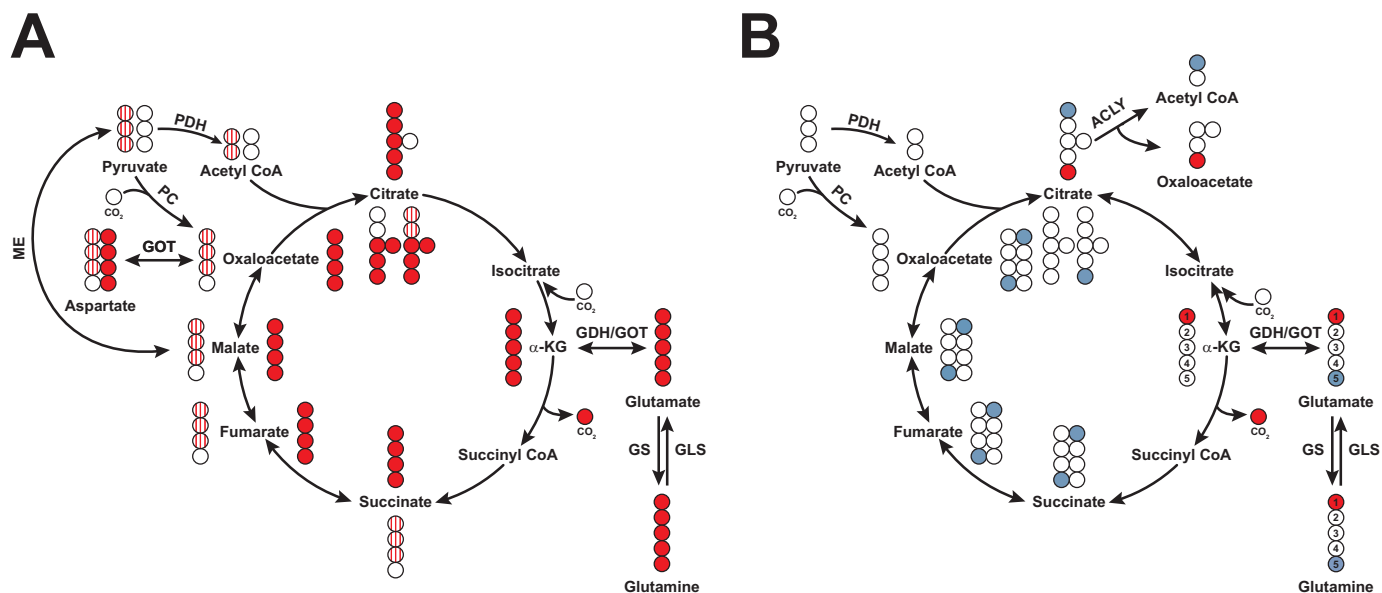 A
PDH
Pyruvate
Acetyl CoA
CO2
PC
Citrate
ME
GOT
Oxaloacetate
Aspartate
Isocitrate
CO2
Malate
α-KG
GDH/GOT
Glutamate
Fumarate
CO2
Succinyl CoA
GS
GLS
Succinate
Glutamine
B
Acetyl CoA
ACLY
PDH
Pyruvate
Acetyl CoA
Oxaloacetate
CO2
PC
Citrate
Oxaloacetate
Isocitrate
CO2
1
2
3
4
5
Malate
α-KG
GDH/GOT
1
2
3
4
5
Glutamate
Fumarate
CO2
Succinyl CoA
GS
GLS
Succinate
1
2
3
4
5
Glutamine